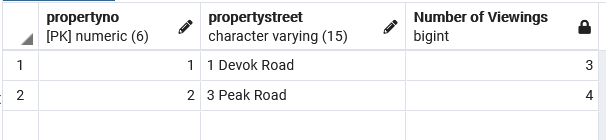 propertyno propertystreet Number of Viewings
[PK] numeric (6) character varying (15) bigint
1 1 1 Devok Road 3
2 2 3 Peak Road 4